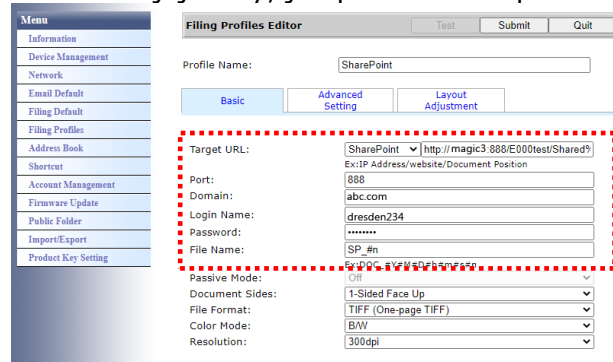 Menu
Information
Device Management
Network
Email Default
Filing Default
Filing Profiles
Address Book
Shortcut
Account Management
Firmware Update
Public Folder
Import/Export
Product Key Setting
Filing Profiles Editor
Test
Submit
Quit
Profile Name: SharePoint
Basic
Advanced
Setting
Layout
Adjustment
Target URL: SharePoint http://magic3:888/E000test/Shared%
Ex:IP Address/website/Document Position
Port: 888
Domain: abc.com
Login Name: dresden234
Password: ••••••••
File Name: SP_#n
Ex:DOC_#Y#M#D#h#m#s#n
Passive Mode: Off
Document Sides: 1-Sided Face Up
File Format: TIFF (One-page TIFF)
Color Mode: B/W
Resolution: 300dpi